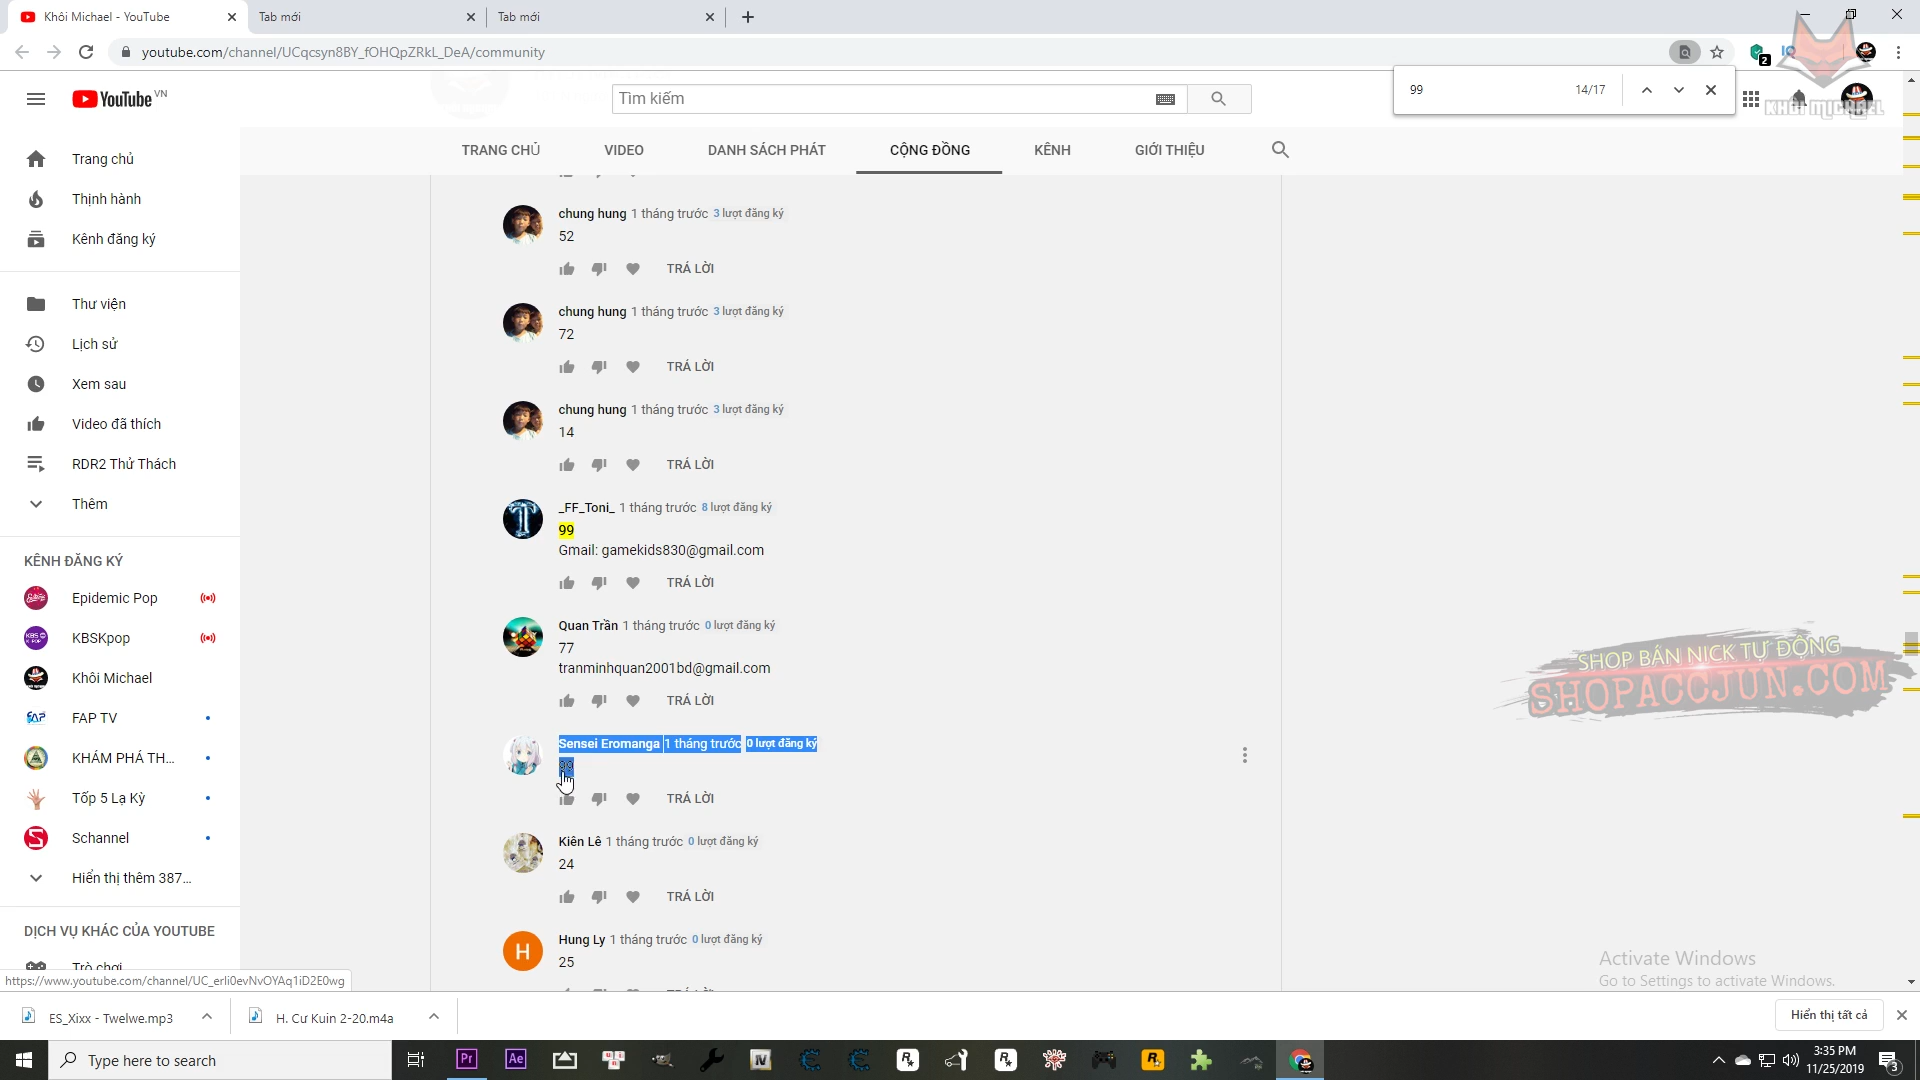 Khôi Michael - YouTube
Tab mới
Tab mới
youtube.com/channel/UCqcsyn8BY_fOHQpZRkL_DeA/community
2
99
14/17
YouTube VN
Tìm kiếm
KHÔI MICHAEL
TRANG CHỦ
VIDEO
DANH SÁCH PHÁT
CỘNG ĐỒNG
KÊNH
GIỚI THIỆU
Trang chủ
Thịnh hành
Kênh đăng ký
Thư viện
Lịch sử
Xem sau
Video đã thích
RDR2 Thử Thách
Thêm
KÊNH ĐĂNG KÝ
Epidemic Pop
KBSKpop
Khôi Michael
FAP TV
KHÁM PHÁ TH...
Tốp 5 Lạ Kỳ
Schannel
Hiển thị thêm 387...
DỊCH VỤ KHÁC CỦA YOUTUBE
Trò chơi
https://www.youtube.com/channel/UC_erli0evNvOYAq1iD2E0wg
chung hung 1 tháng trước 3 lượt đăng ký
52
TRẢ LỜI
chung hung 1 tháng trước 3 lượt đăng ký
72
TRẢ LỜI
chung hung 1 tháng trước 3 lượt đăng ký
14
TRẢ LỜI
_FF_Toni_ 1 tháng trước 8 lượt đăng ký
99
Gmail: gamekids830@gmail.com
TRẢ LỜI
Quan Trần 1 tháng trước 0 lượt đăng ký
77
tranminhquan2001bd@gmail.com
TRẢ LỜI
Sensei Eromanga 1 tháng trước 0 lượt đăng ký
99
TRẢ LỜI
Kiên Lê 1 tháng trước 0 lượt đăng ký
24
TRẢ LỜI
H
Hung Ly 1 tháng trước 0 lượt đăng ký
25
SHOP BÁN NICK TỰ ĐỘNG
SHOPACCJUN.COM
Activate Windows
Go to Settings to activate Windows.
ES_Xixx - Twelwe.mp3
H. Cư Kuin 2-20.m4a
Hiển thị tất cả
Type here to search
Pr
Ae
IV
3:35 PM
11/25/2019
3